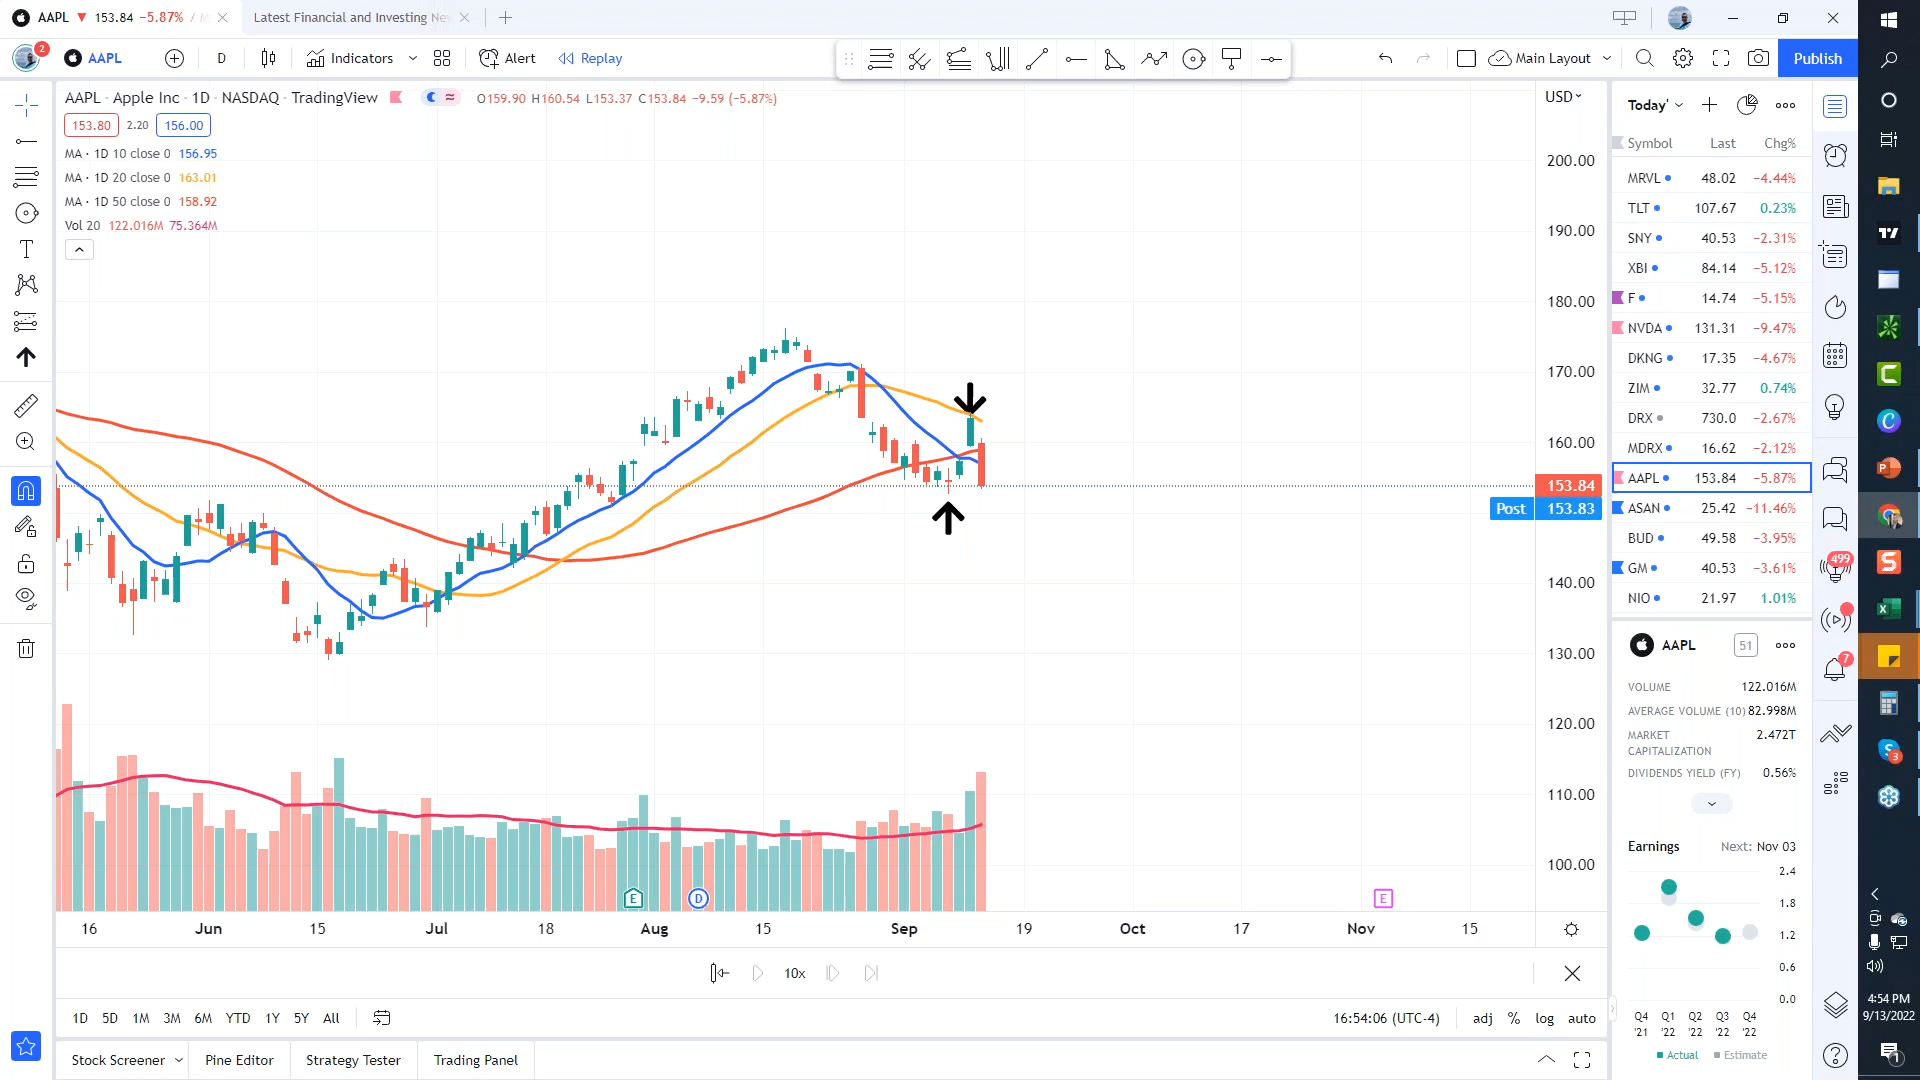 AAPL ▼ 153.84 −5.87% /
Latest Financial and Investing Ne
2
AAPL
D
Indicators
Alert
Replay
Main Layout
Publish
AAPL · Apple Inc · 1D · NASDAQ · TradingView
O159.90 H160.54 L153.37 C153.84 −9.59 (−5.87%)
153.80 2.20 156.00
MA · 1D 10 close 0 156.95
MA · 1D 20 close 0 163.01
MA · 1D 50 close 0 158.92
Vol 20 122.016M 75.364M
USD
200.00
190.00
180.00
170.00
160.00
153.84
Post 153.83
140.00
130.00
120.00
110.00
100.00
E
D
E
16 Jun 15 Jul 18 Aug 15 Sep 19 Oct 17 Nov 15
10x
1D 5D 1M 3M 6M YTD 1Y 5Y All
16:54:06 (UTC-4) adj % log auto
Stock Screener Pine Editor Strategy Tester Trading Panel
Today'
Symbol Last Chg%
MRVL 48.02 −4.44%
TLT 107.67 0.23%
SNY 40.53 −2.31%
XBI 84.14 −5.12%
F 14.74 −5.15%
NVDA 131.31 −9.47%
DKNG 17.35 −4.67%
ZIM 32.77 0.74%
DRX 730.0 −2.67%
MDRX 16.62 −2.12%
AAPL 153.84 −5.87%
ASAN 25.42 −11.46%
BUD 49.58 −3.95%
GM 40.53 −3.61%
NIO 21.97 1.01%
AAPL 51
VOLUME 122.016M
AVERAGE VOLUME (10) 82.998M
MARKET CAPITALIZATION 2.472T
DIVIDENDS YIELD (FY) 0.56%
Earnings Next: Nov 03
2.4
1.8
1.2
0.6
0.0
Q4 Q1 Q2 Q3 Q4
'21 '22 '22 '22 '22
Actual Estimate
499
7
3
4:54 PM
9/13/2022
1